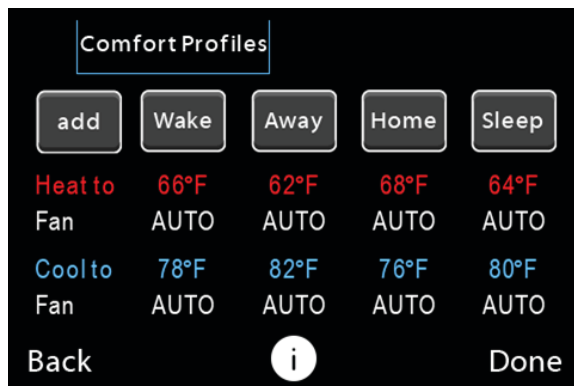 Comfort Profiles
add Wake Away Home Sleep
Heat to 66°F 62°F 68°F 64°F
Fan AUTO AUTO AUTO AUTO
Cool to 78°F 82°F 76°F 80°F
Fan AUTO AUTO AUTO AUTO
Back i Done